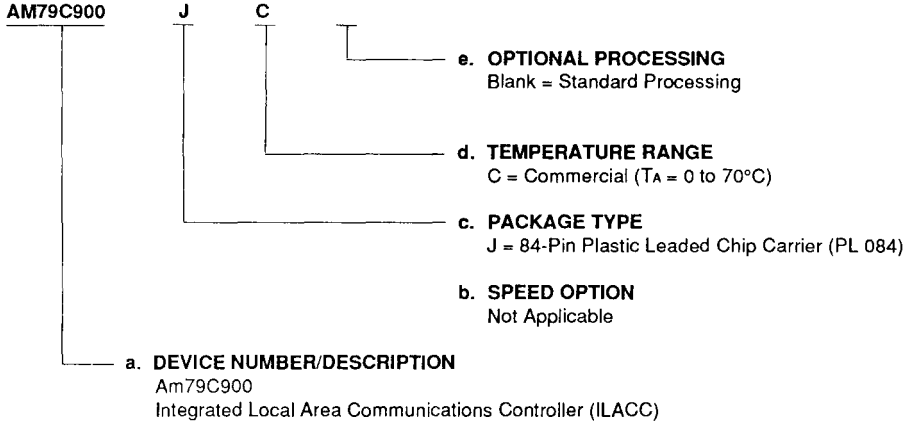 AM79C900 J C
e. OPTIONAL PROCESSING
Blank = Standard Processing
d. TEMPERATURE RANGE
C = Commercial (TA = 0 to 70°C)
c. PACKAGE TYPE
J = 84-Pin Plastic Leaded Chip Carrier (PL 084)
b. SPEED OPTION
Not Applicable
a. DEVICE NUMBER/DESCRIPTION
Am79C900
Integrated Local Area Communications Controller (ILACC)